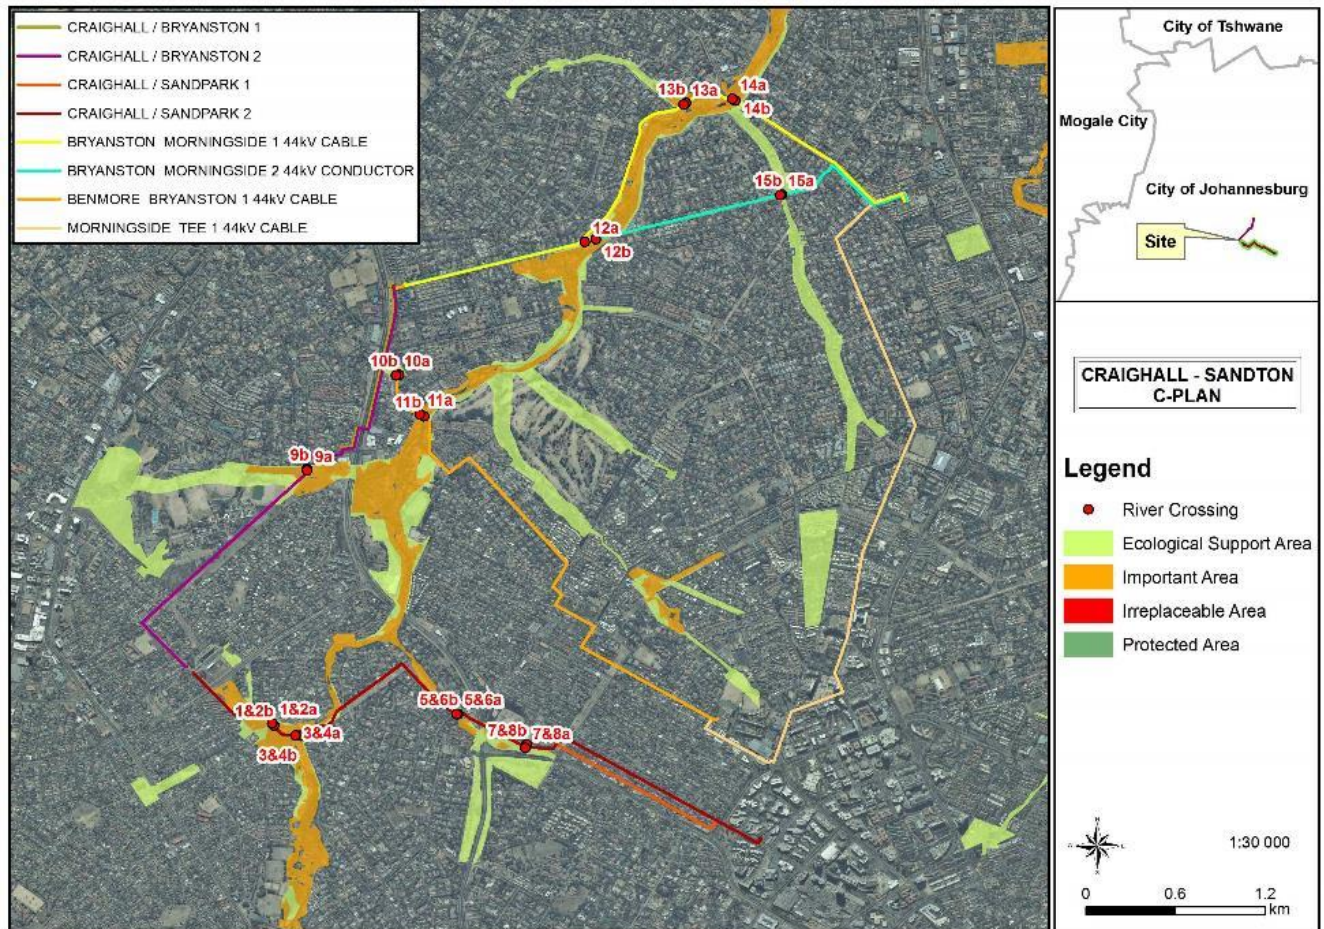 CRAIGHALL / BRYANSTON 1
CRAIGHALL / BRYANSTON 2
CRAIGHALL / SANDPARK 1
CRAIGHALL / SANDPARK 2
BRYANSTON MORNINGSIDE 1 44kV CABLE
BRYANSTON MORNINGSIDE 2 44kV CONDUCTOR
BENMORE BRYANSTON 1 44kV CABLE
MORNINGSIDE TEE 1 44kV CABLE
13b 13a
14a
14b
15b 15a
12a
12b
10b 10a
11b 11a
9b 9a
1&2b 1&2a
3&4a
3&4b
5&6b 5&6a
7&8b 7&8a
City of Tshwane
Mogale City
City of Johannesburg
Site
CRAIGHALL - SANDTON
C-PLAN
Legend
River Crossing
Ecological Support Area
Important Area
Irreplaceable Area
Protected Area
1:30 000
0 0.6 1.2
km